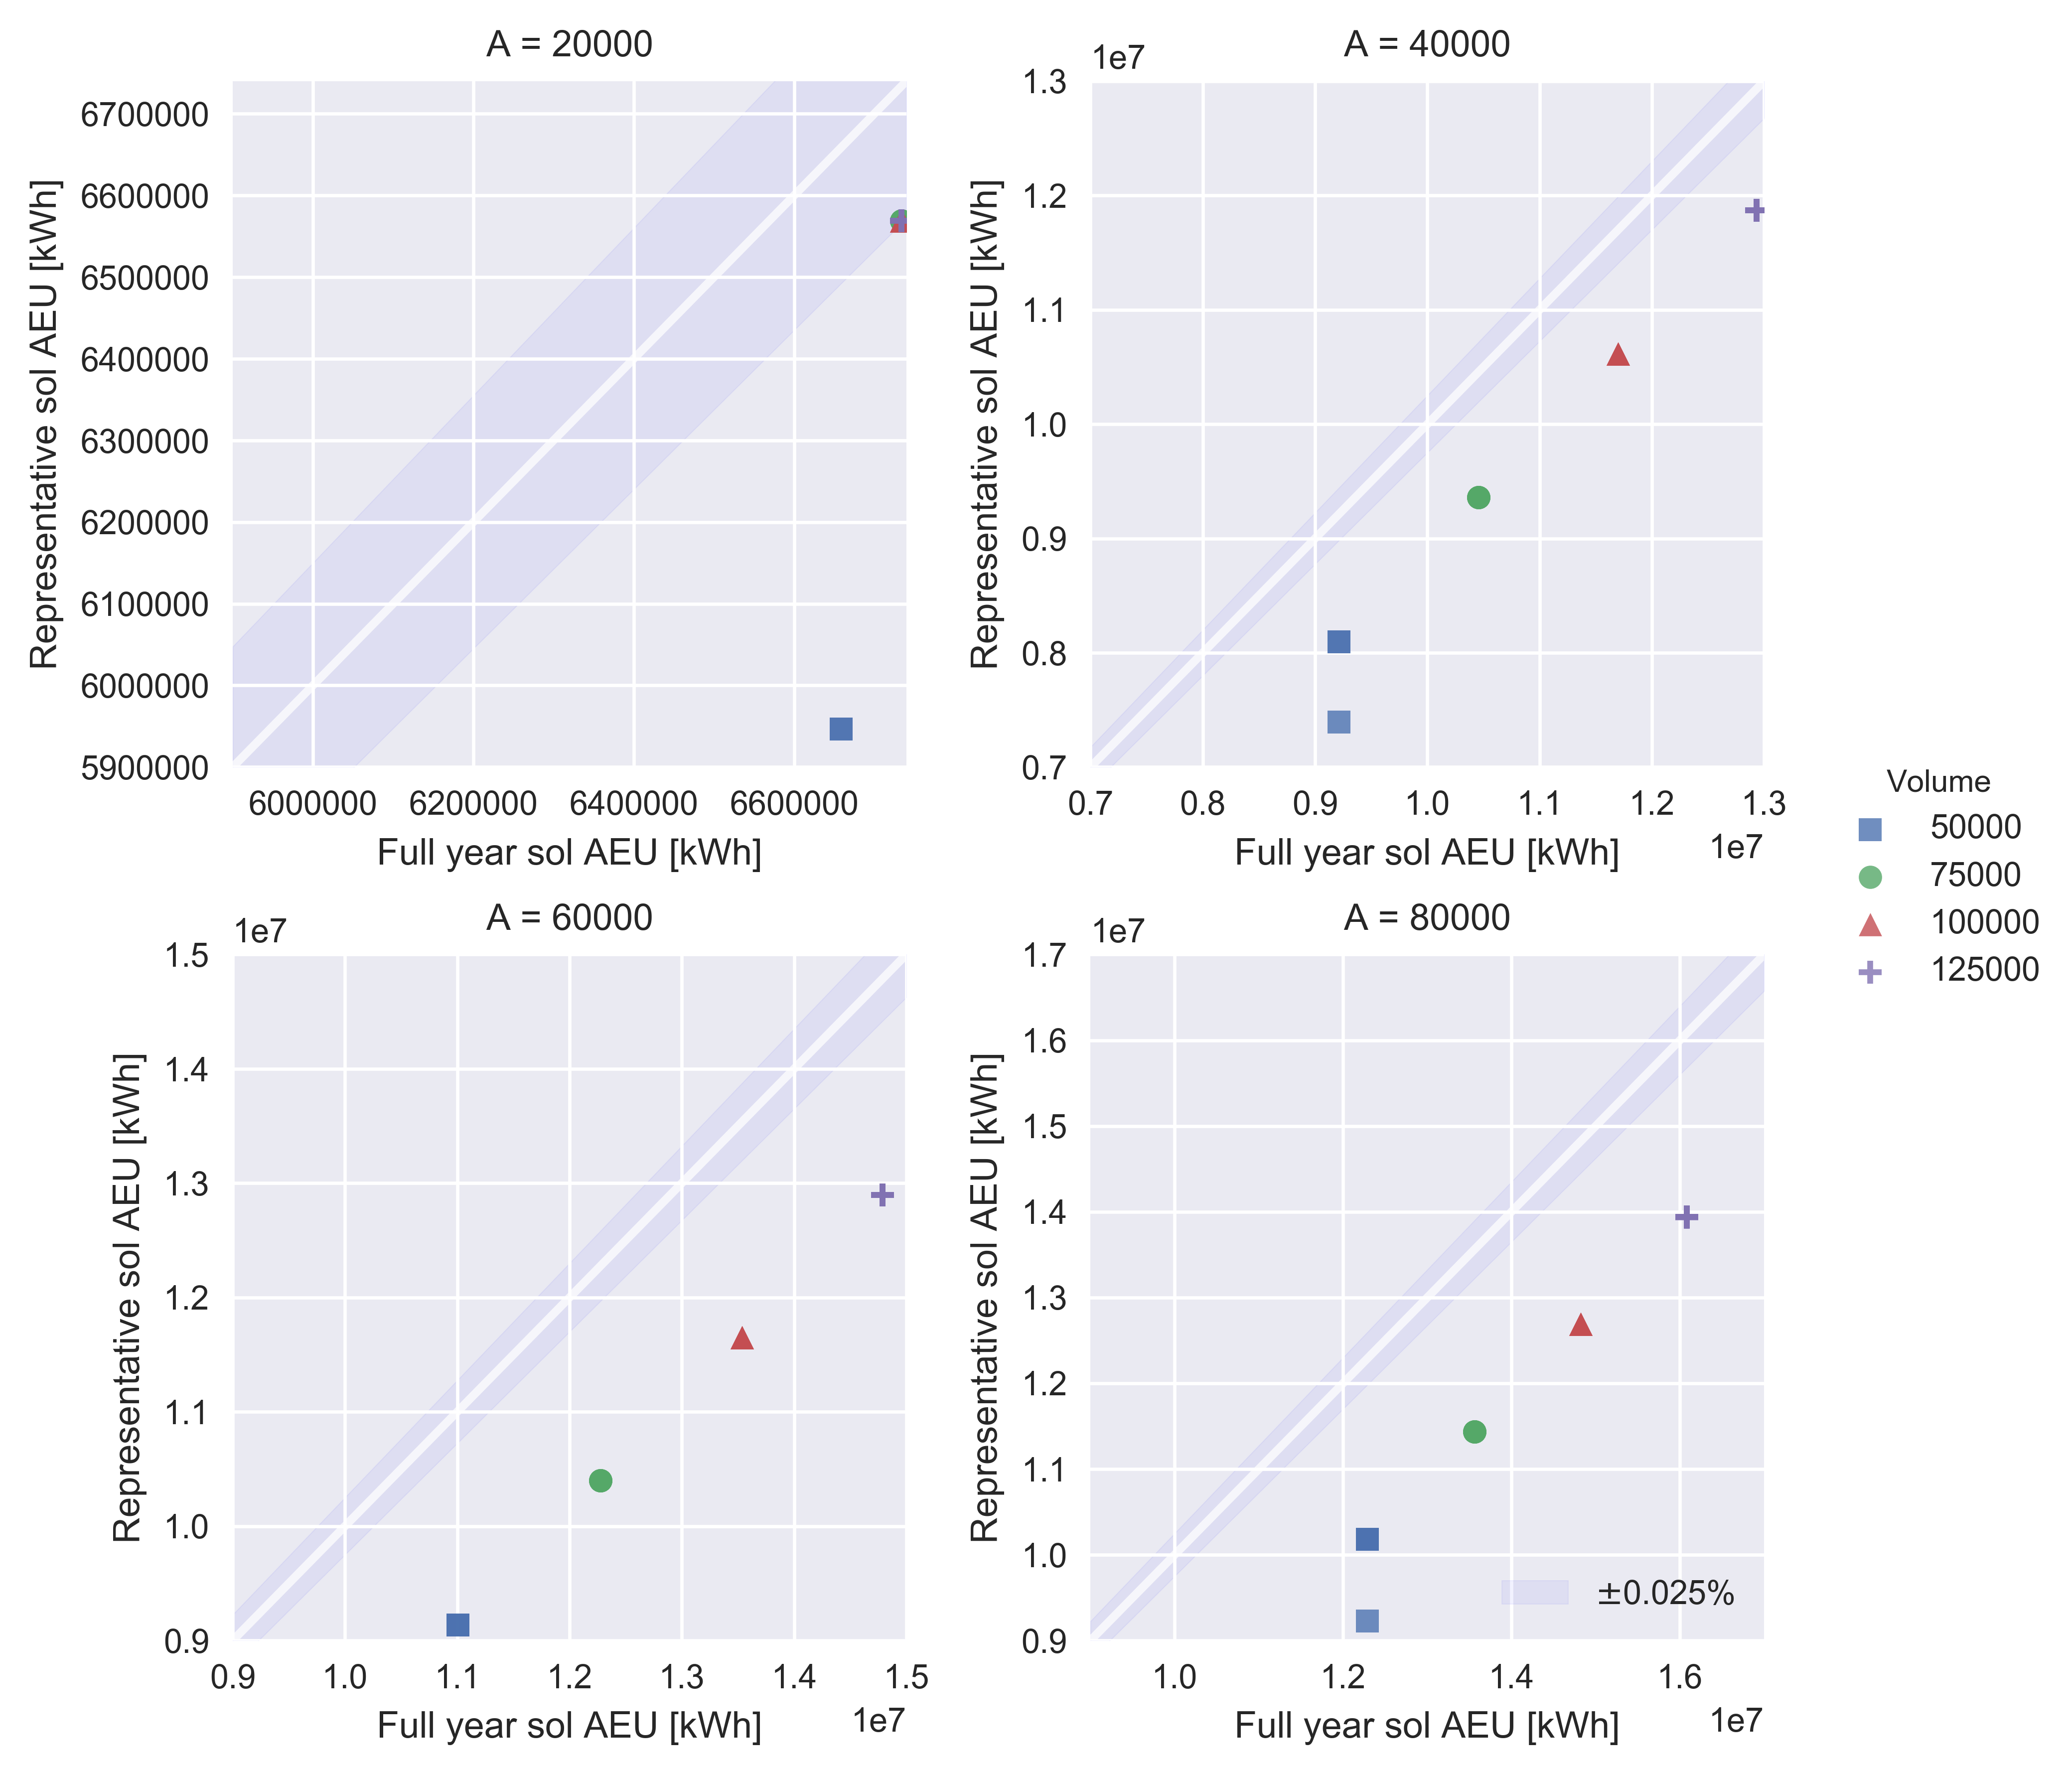 A = 20000
6700000
6600000
6500000
6400000
6300000
6200000
6100000
6000000
5900000
Representative sol AEU [kWh]
6000000 6200000 6400000 6600000
Full year sol AEU [kWh]
A = 40000
1e7
1.3
1.2
1.1
1.0
0.9
0.8
0.7
Representative sol AEU [kWh]
0.7 0.8 0.9 1.0 1.1 1.2 1.3
Full year sol AEU [kWh]
1e7
A = 60000
1e7
1.5
1.4
1.3
1.2
1.1
1.0
0.9
Representative sol AEU [kWh]
0.9 1.0 1.1 1.2 1.3 1.4 1.5
Full year sol AEU [kWh]
1e7
A = 80000
1e7
1.7
1.6
1.5
1.4
1.3
1.2
1.1
1.0
0.9
Representative sol AEU [kWh]
±0.025%
1.0 1.2 1.4 1.6
Full year sol AEU [kWh]
1e7
Volume
50000
75000
100000
125000